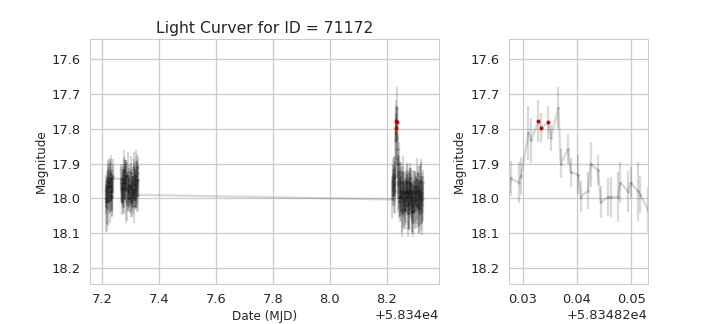 Light Curver for ID = 71172
Magnitude
17.6
17.7
17.8
17.9
18.0
18.1
18.2
7.2 7.4 7.6 7.8 8.0 8.2
Date (MJD)
+5.834e4
Magnitude
17.6
17.7
17.8
17.9
18.0
18.1
18.2
0.03 0.04 0.05
+5.83482e4